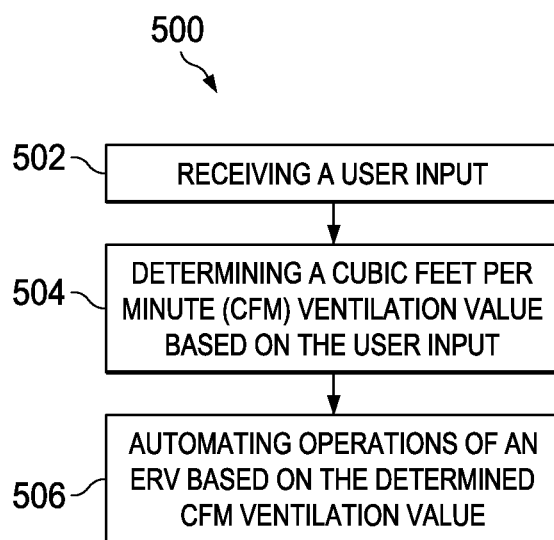 500
502
RECEIVING A USER INPUT
504
DETERMINING A CUBIC FEET PER
MINUTE (CFM) VENTILATION VALUE
BASED ON THE USER INPUT
506
AUTOMATING OPERATIONS OF AN
ERV BASED ON THE DETERMINED
CFM VENTILATION VALUE